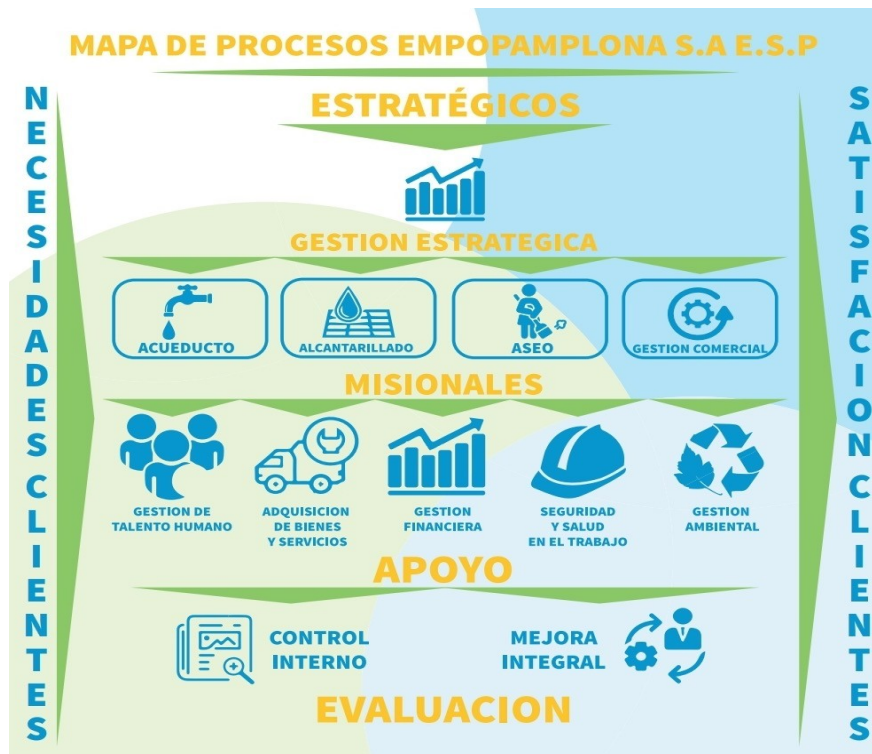 MAPA DE PROCESOS EMPOPAMPLONA S.A E.S.P
NECESIDADES CLIENTES
ESTRATÉGICOS
GESTION ESTRATEGICA
ACUEDUCTO
ALCANTARILLADO
ASEO
GESTION COMERCIAL
MISIONALES
GESTION DE
TALENTO HUMANO
ADQUISICION
DE BIENES
Y SERVICIOS
GESTION
FINANCIERA
SEGURIDAD
Y SALUD
EN EL TRABAJO
GESTION
AMBIENTAL
APOYO
CONTROL
INTERNO
MEJORA
INTEGRAL
EVALUACION
SATISFACION CLIENTES